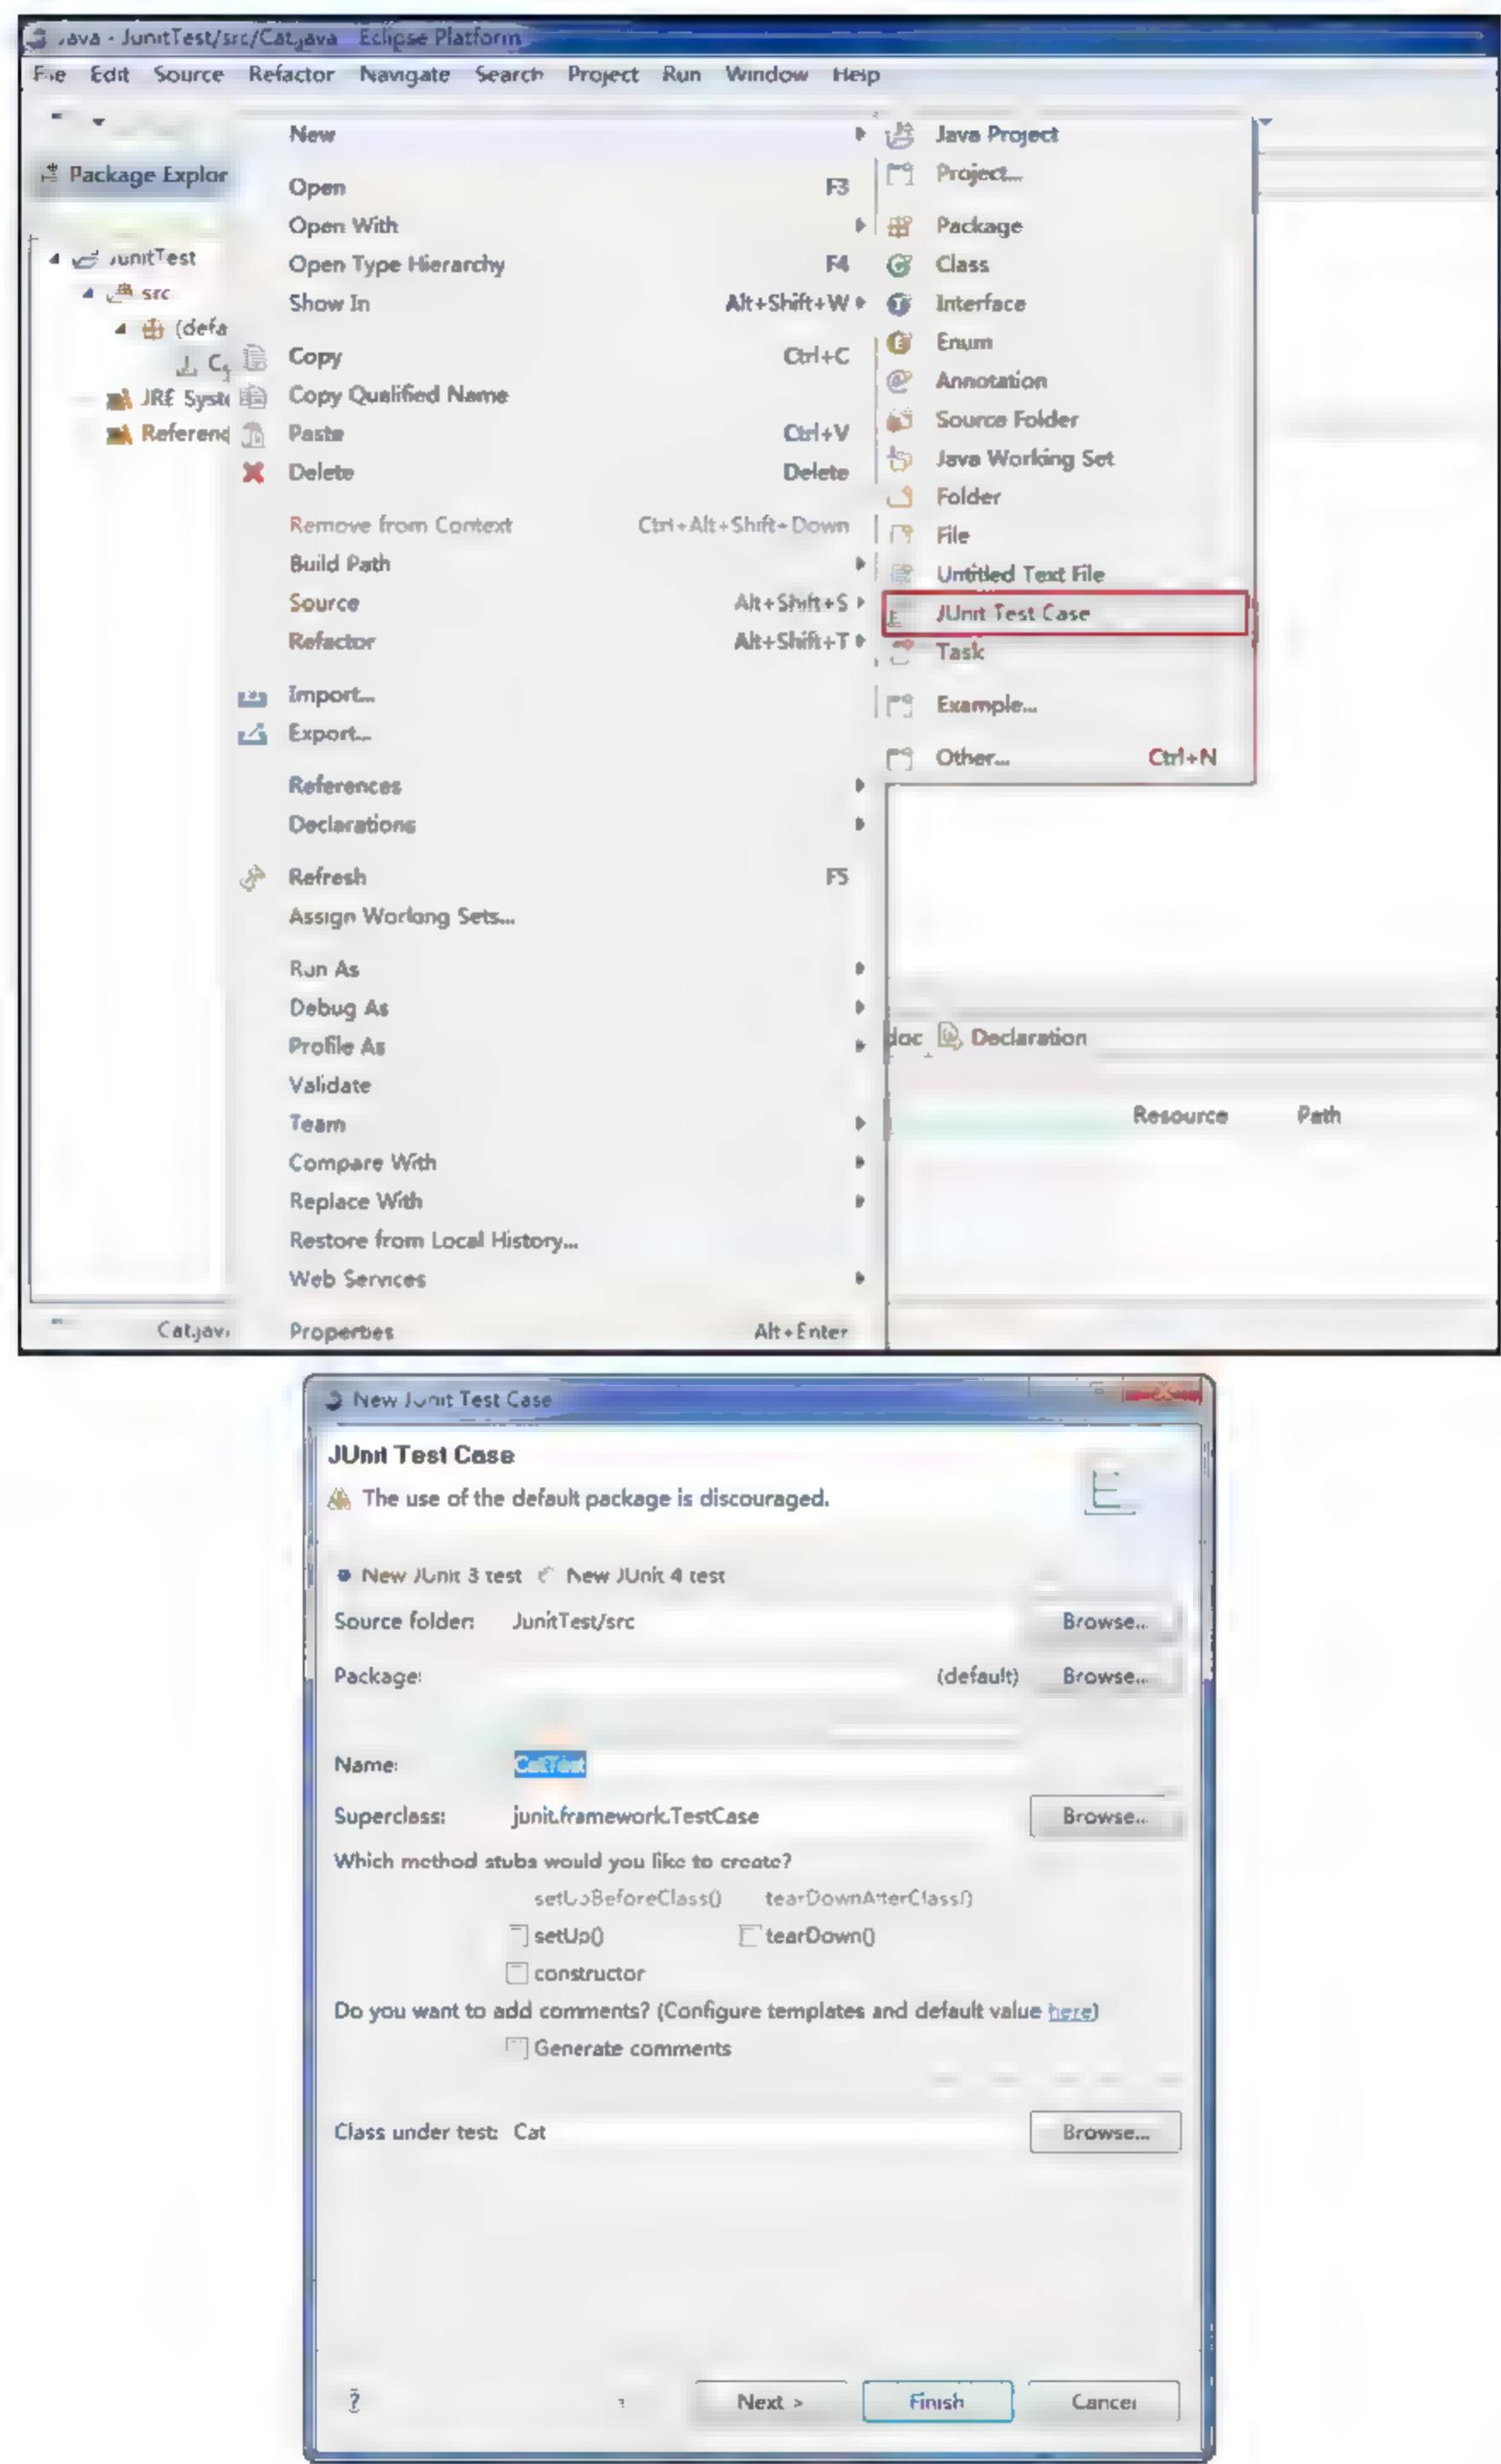 Java - JunitTest/src/Cat.java Eclipse Platform
File Edit Source Refactor Navigate Search Project Run Window Help
New
Java Project
Package Explor
Project...
Open F3
Open With
Package
JunitTest
Open Type Hierarchy F4
Class
src
Show In Alt+Shift+W
Interface
(defa
Enum
Copy Ctrl+C
Annotation
JRE Syste
Copy Qualified Name
Source Folder
Referenc
Paste Ctrl+V
Java Working Set
Delete Delete
Folder
Remove from Context Ctrl+Alt+Shift+Down
File
Build Path
Untitled Text File
Source Alt+Shift+S
JUnit Test Case
Refactor Alt+Shift+T
Task
Import...
Example...
Export...
Other... Ctrl+N
References
Declarations
Refresh F5
Assign Working Sets...
Run As
Debug As
doc Declaration
Profile As
Validate
Resource Path
Team
Compare With
Replace With
Restore from Local History...
Web Services
Cat.jav
Properties Alt+Enter
New JUnit Test Case
JUnit Test Case
The use of the default package is discouraged.
New JUnit 3 test New JUnit 4 test
Source folder: JunitTest/src Browse...
Package: (default) Browse...
Name: CatTest
Superclass: junit.framework.TestCase Browse...
Which method stubs would you like to create?
setUpBeforeClass() tearDownAfterClass()
setUp() tearDown()
constructor
Do you want to add comments? (Configure templates and default value here)
Generate comments
Class under test: Cat Browse...
? Next > Finish Cancel